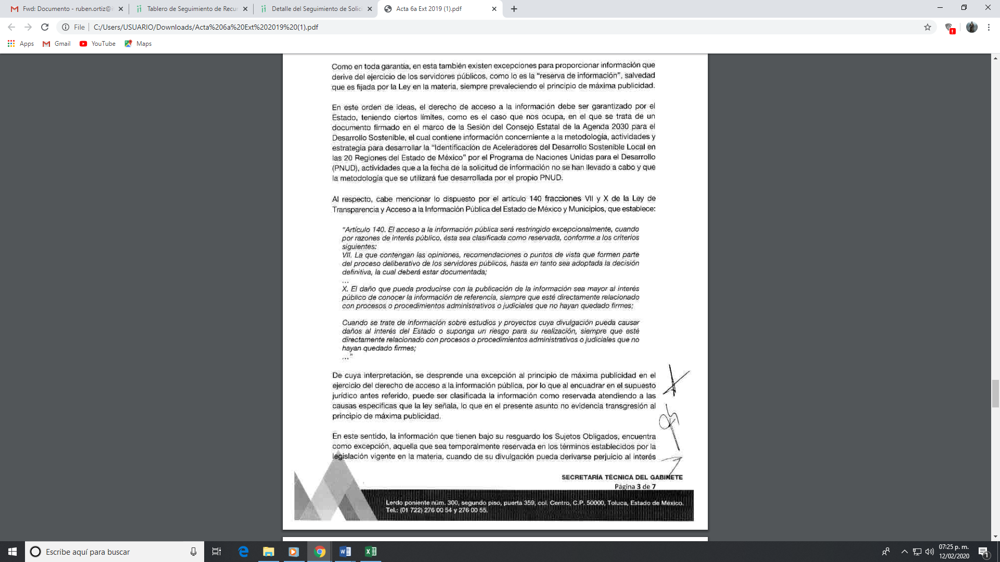 Fwd: Documento - ruben.ortiz@i
Tablero de Seguimiento de Recur
Detalle del Seguimiento de Solici
Acta 6a Ext 2019 (1).pdf
File
C:/Users/USUARIO/Downloads/Acta%206a%20Ext%202019%20(1).pdf
Apps
Gmail
YouTube
Maps
Como en toda garantía, en esta también existen excepciones para proporcionar información que
derive del ejercicio de los servidores públicos, como lo es la “reserva de información”, salvedad
que es fijada por la Ley en la materia, siempre prevaleciendo el principio de máxima publicidad.
En este orden de ideas, el derecho de acceso a la información debe ser garantizado por el
Estado, teniendo ciertos límites, como es el caso que nos ocupa, en el que se trata de un
documento firmado en el marco de la Sesión del Consejo Estatal de la Agenda 2030 para el
Desarrollo Sostenible, el cual contiene información concerniente a la metodología, actividades y
estrategia para desarrollar la “Identificación de Aceleradores del Desarrollo Sostenible Local en
las 20 Regiones del Estado de México” por el Programa de Naciones Unidas para el Desarrollo
(PNUD), actividades que a la fecha de la solicitud de información no se han llevado a cabo y que
la metodología que se utilizará fue desarrollada por el propio PNUD.
Al respecto, cabe mencionar lo dispuesto por el artículo 140 fracciones VII y X de la Ley de
Transparencia y Acceso a la Información Pública del Estado de México y Municipios, que establece:
“Artículo 140. El acceso a la información pública será restringido excepcionalmente, cuando
por razones de interés público, ésta sea clasificada como reservada, conforme a los criterios
siguientes:
VII. La que contengan las opiniones, recomendaciones o puntos de vista que formen parte
del proceso deliberativo de los servidores públicos, hasta en tanto sea adoptada la decisión
definitiva, la cual deberá estar documentada;
...
X. El daño que pueda producirse con la publicación de la información sea mayor al interés
público de conocer la información de referencia, siempre que esté directamente relacionado
con procesos o procedimientos administrativos o judiciales que no hayan quedado firmes;
Cuando se trate de información sobre estudios y proyectos cuya divulgación pueda causar
daños al interés del Estado o suponga un riesgo para su realización, siempre que esté
directamente relacionado con procesos o procedimientos administrativos o judiciales que no
hayan quedado firmes;
...”
De cuya interpretación, se desprende una excepción al principio de máxima publicidad en el
ejercicio del derecho de acceso a la información pública, por lo que al encuadrar en el supuesto
jurídico antes referido, puede ser clasificada la información como reservada atendiendo a las
causas específicas que la ley señala, lo que en el presente asunto no evidencia transgresión al
principio de máxima publicidad.
En este sentido, la información que tienen bajo su resguardo los Sujetos Obligados, encuentra
como excepción, aquella que sea temporalmente reservada en los términos establecidos por la
legislación vigente en la materia, cuando de su divulgación pueda derivarse perjuicio al interés
SECRETARÍA TÉCNICA DEL GABINETE
Página 3 de 7
Lerdo poniente núm. 300, segundo piso, puerta 359, col. Centro, C.P. 50000, Toluca, Estado de México.
Tel.: (01 722) 276 00 54 y 276 00 55.
Escribe aquí para buscar
07:25 p. m.
12/02/2020
1